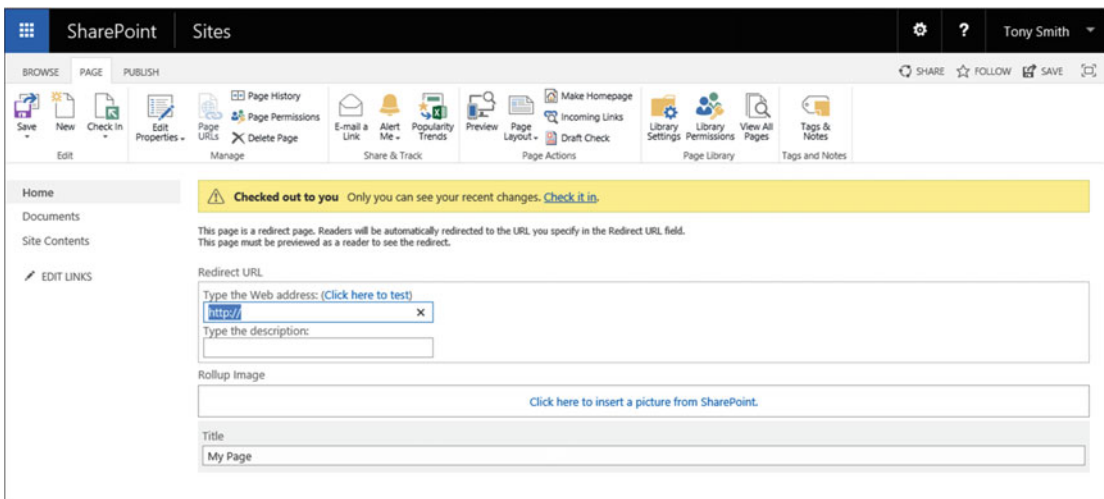 SharePoint Sites ? Tony Smith
BROWSE PAGE PUBLISH SHARE FOLLOW SAVE
Save New Check In Edit Properties Page URLs Page History Page Permissions Delete Page E-mail a Link Alert Me Popularity Trends Preview Page Layout Make Homepage Incoming Links Draft Check Library Settings Library Permissions View All Pages Tags & Notes
Edit Manage Share & Track Page Actions Page Library Tags and Notes
Home
Documents
Site Contents
EDIT LINKS
Checked out to you Only you can see your recent changes. Check it in.
This page is a redirect page. Readers will be automatically redirected to the URL you specify in the Redirect URL field.
This page must be previewed as a reader to see the redirect.
Redirect URL
Type the Web address: (Click here to test)
http://
Type the description:
Rollup Image
Click here to insert a picture from SharePoint.
Title
My Page